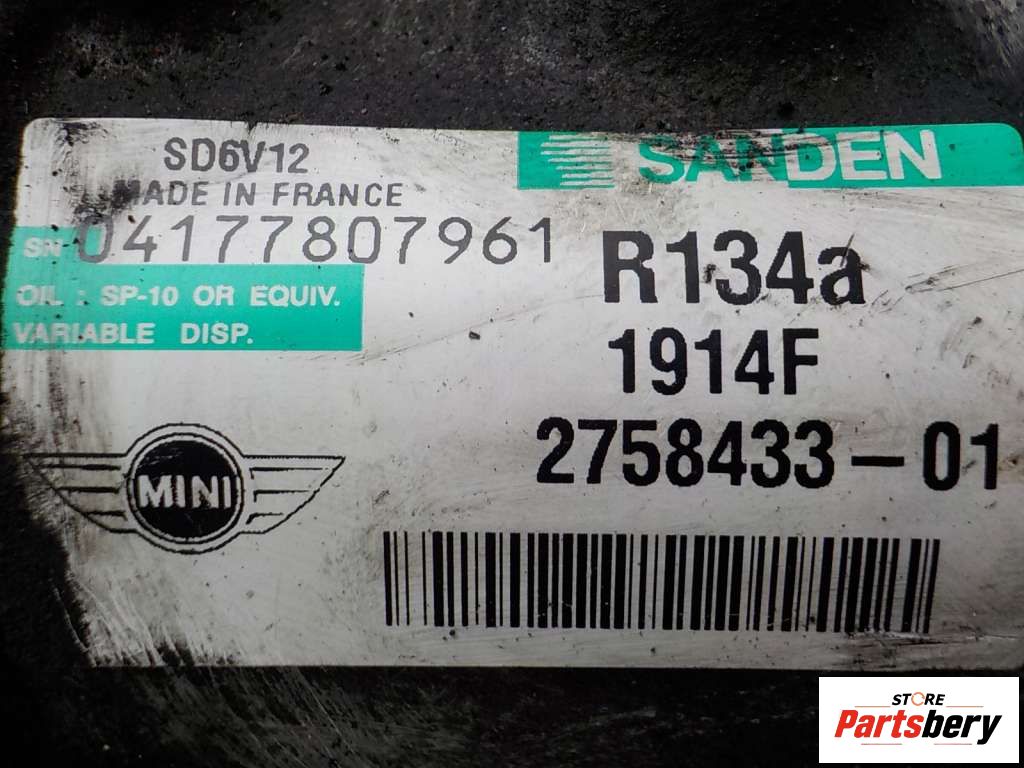 SD6V12
SANDEN
MADE IN FRANCE
SN 04177807961
R134a
OIL : SP-10 OR EQUIV.
VARIABLE DISP.
1914F
2758433-01
MINI
STORE
Partsbery